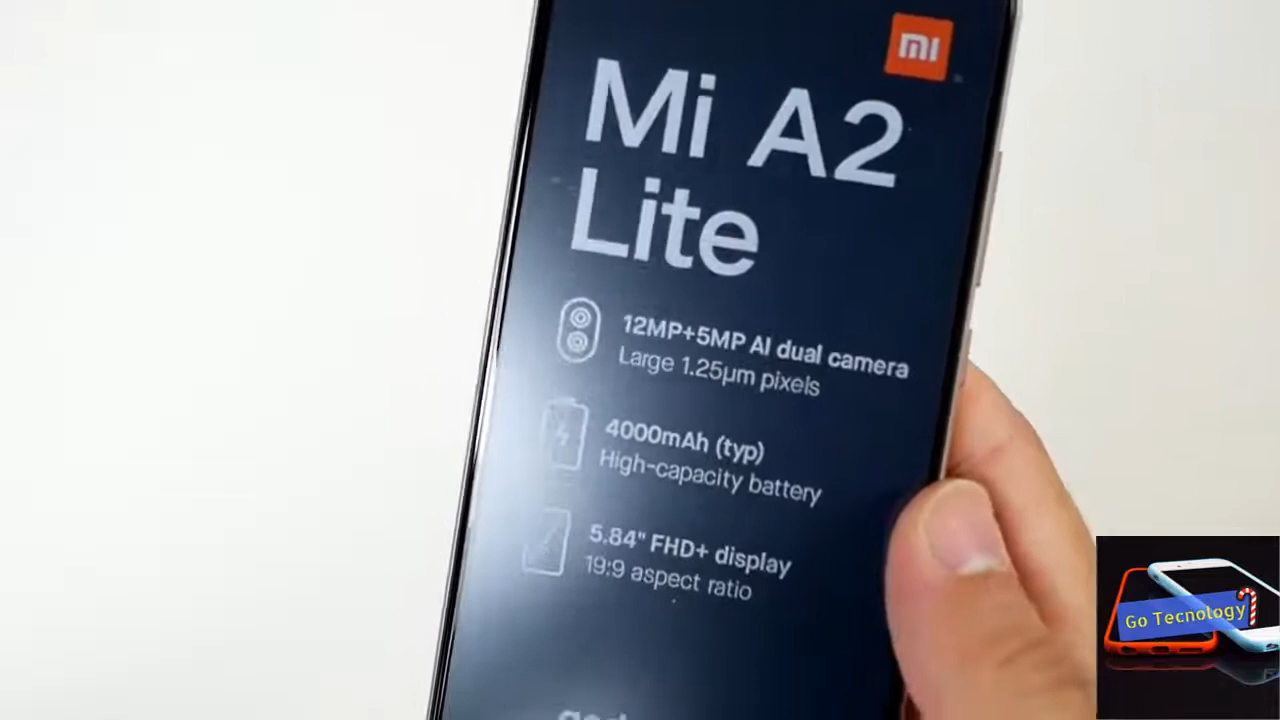 mi
Mi A2
Lite
12MP+5MP AI dual camera
Large 1.25μm pixels
4000mAh (typ)
High-capacity battery
5.84" FHD+ display
19:9 aspect ratio
Go Tecnology